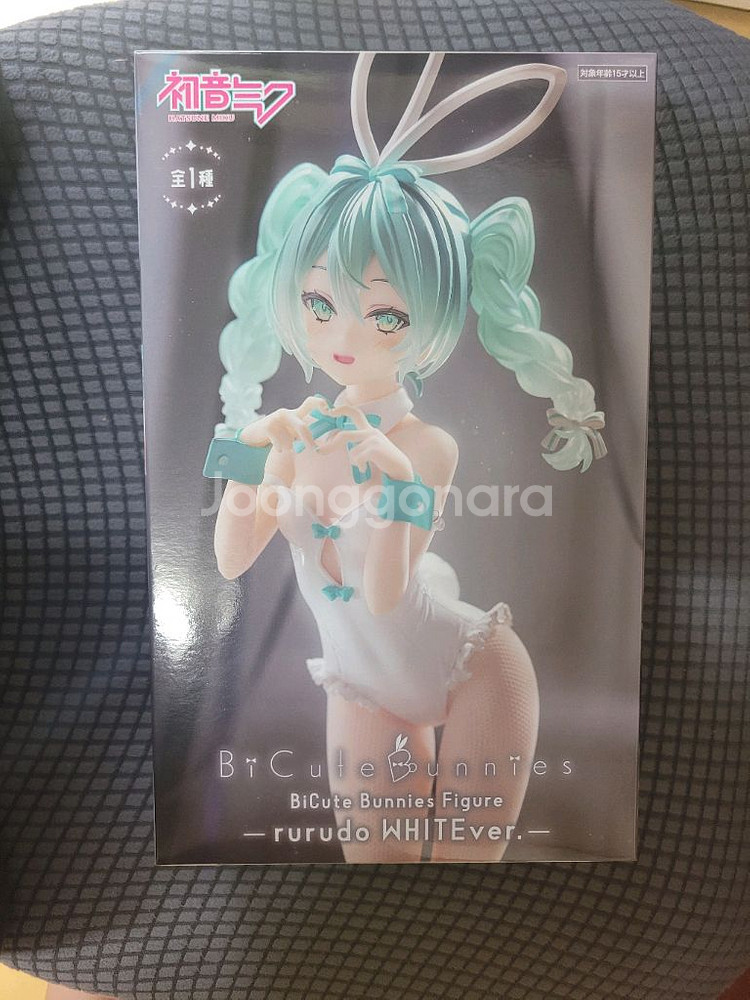 初音ミク
HATSUNE MIKU
対象年齢15才以上
全1種
Joonggonara
BiCute Bunnies
BiCute Bunnies Figure
—rurudo WHITEver.—